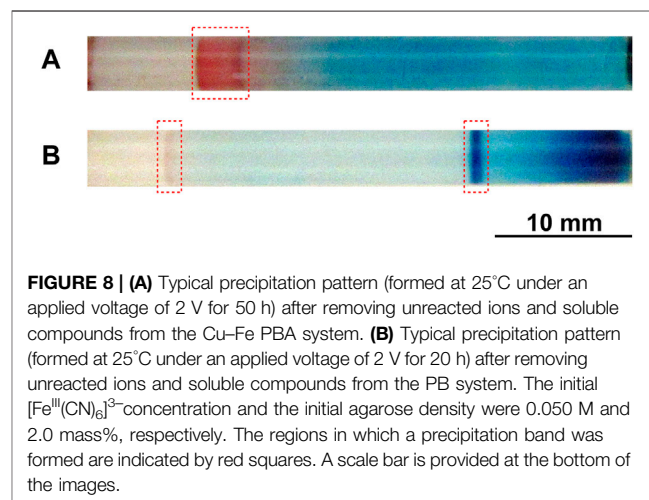 A
B
10 mm
FIGURE 8 | (A) Typical precipitation pattern (formed at 25°C under an
applied voltage of 2 V for 50 h) after removing unreacted ions and soluble
compounds from the Cu–Fe PBA system. (B) Typical precipitation pattern
(formed at 25°C under an applied voltage of 2 V for 20 h) after removing
unreacted ions and soluble compounds from the PB system. The initial
[Feᴵᴵᴵ(CN)₆]³⁻concentration and the initial agarose density were 0.050 M and
2.0 mass%, respectively. The regions in which a precipitation band was
formed are indicated by red squares. A scale bar is provided at the bottom of
the images.